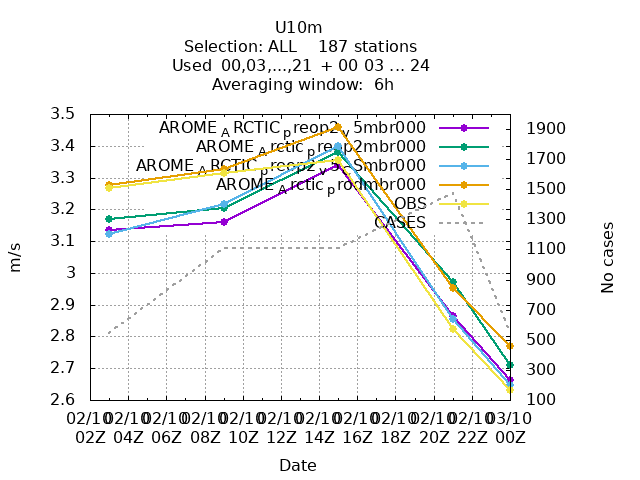 U10m
Selection: ALL 187 stations
Used 00,03,...,21 + 00 03 ... 24
Averaging window: 6h
3.5
3.4
3.3
3.2
3.1
3
2.9
2.8
2.7
2.6
m/s
AROME_ARCTIC_preop2_v5mbr000
AROME_Arctic_preop2mbr000
AROME_Arctic_prodmbr000
OBS
CASES
1900
1700
1500
1300
1100
900
700
500
300
100
No cases
02/10 02/10 02/10 02/10 02/10 02/10 02/10 02/10 02/10 02/10 02/10 03/10
02Z 04Z 06Z 08Z 10Z 12Z 14Z 16Z 18Z 20Z 22Z 00Z
Date